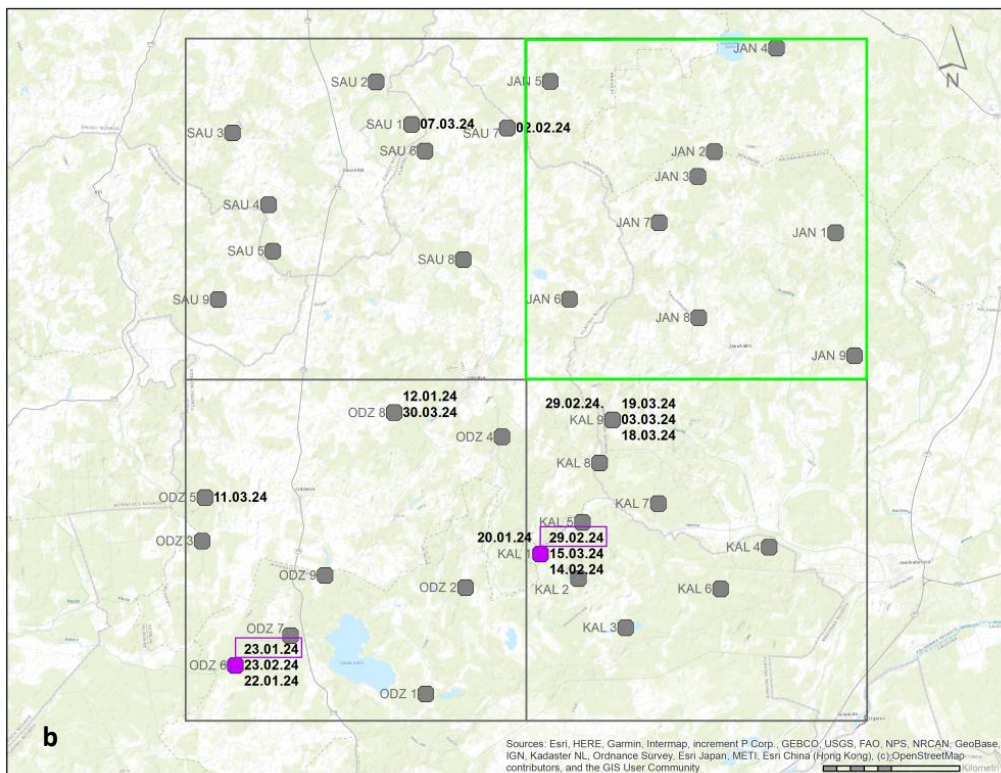 JAN 4
N
SAU 2
JAN 5
SAU 1 07.03.24
SAU 7 02.02.24
SAU 3
SAU 6
JAN 2
JAN 3
SAU 4
JAN 7
JAN 1
SAU 5
SAU 8
SAU 9
JAN 6
JAN 8
JAN 9
12.01.24
ODZ 8 30.03.24
29.02.24. 19.03.24
KAL 9 03.03.24
18.03.24
ODZ 4
KAL 8
ODZ 5 11.03.24
KAL 7
KAL 5
20.01.24 29.02.24
ODZ 3
KAL 1 15.03.24
14.02.24
KAL 4
ODZ 9
ODZ 2
KAL 2
KAL 6
KAL 3
ODZ 7
23.01.24
ODZ 6 23.02.24
22.01.24
ODZ 1
b
Sources: Esri, HERE, Garmin, Intermap, increment P Corp., GEBCO, USGS, FAO, NPS, NRCAN, GeoBase,
IGN, Kadaster NL, Ordnance Survey, Esri Japan, METI, Esri China (Hong Kong), (c) OpenStreetMap
contributors, and the GIS User Community